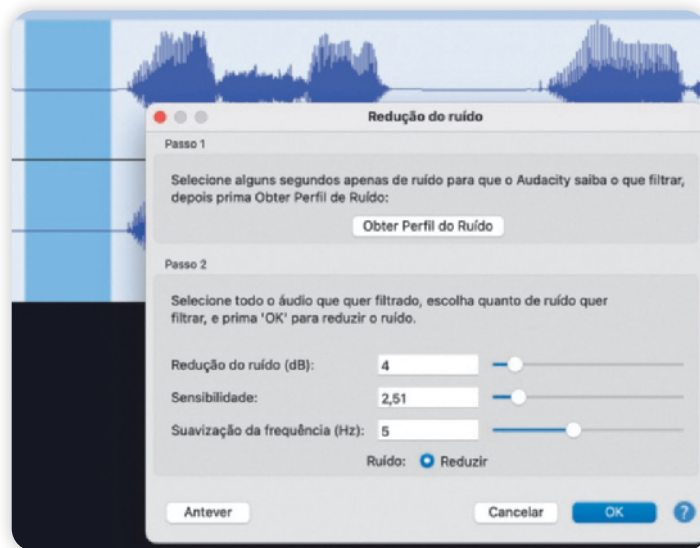 Redução do ruído
Passo 1
Selecione alguns segundos apenas de ruído para que o Audacity saiba o que filtrar,
depois prima Obter Perfil de Ruído:
Obter Perfil do Ruído
Passo 2
Selecione todo o áudio que quer filtrado, escolha quanto de ruído quer
filtrar, e prima 'OK' para reduzir o ruído.
Redução do ruído (dB): 4
Sensibilidade: 2,51
Suavização da frequência (Hz): 5
Ruído: Reduzir
Antever Cancelar OK ?